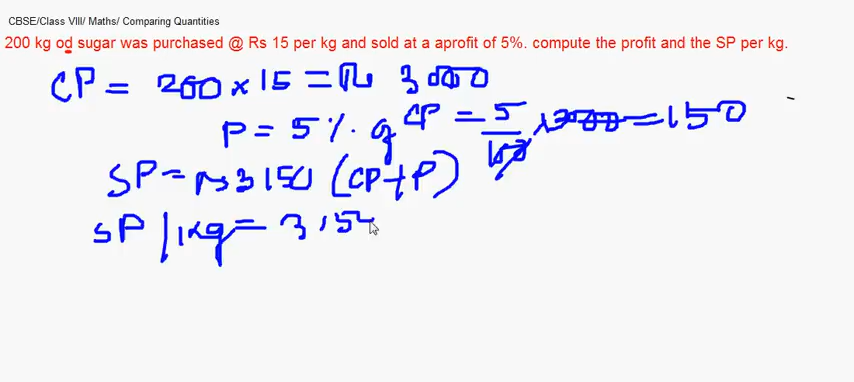 CBSE/Class VIII/ Maths/ Comparing Quantities
200 kg od sugar was purchased @ Rs 15 per kg and sold at a aprofit of 5%. compute the profit and the SP per kg.
CP = 200 × 15 = Rs 3000
P = 5% of CP = 5/100 × 3000 = 150
SP = Rs 3150 (CP+P)
SP/kg = 315